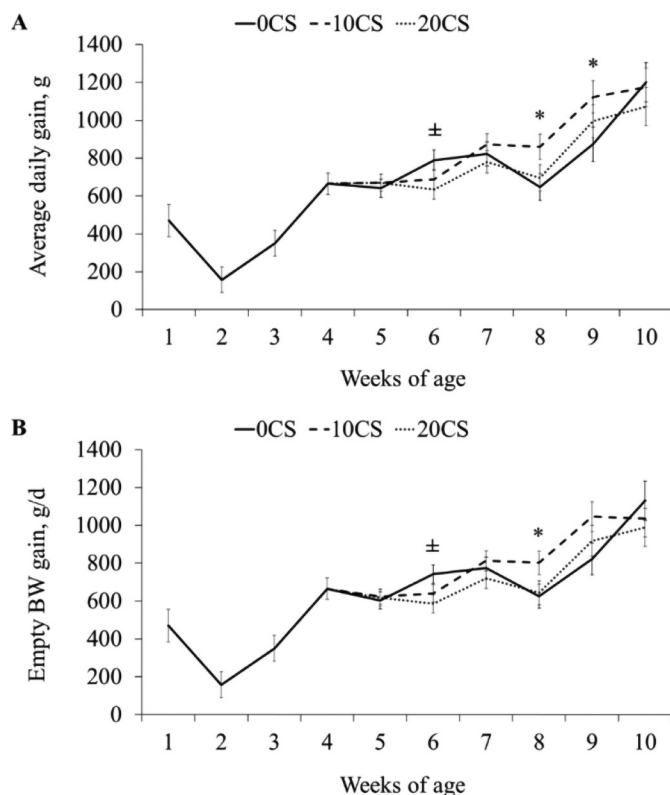 A
0CS 10CS 20CS
Average daily gain, g
1400
1200
1000
800
600
400
200
0
±
*
*
1 2 3 4 5 6 7 8 9 10
Weeks of age
B
0CS 10CS 20CS
Empty BW gain, g/d
1400
1200
1000
800
600
400
200
0
±
*
1 2 3 4 5 6 7 8 9 10
Weeks of age